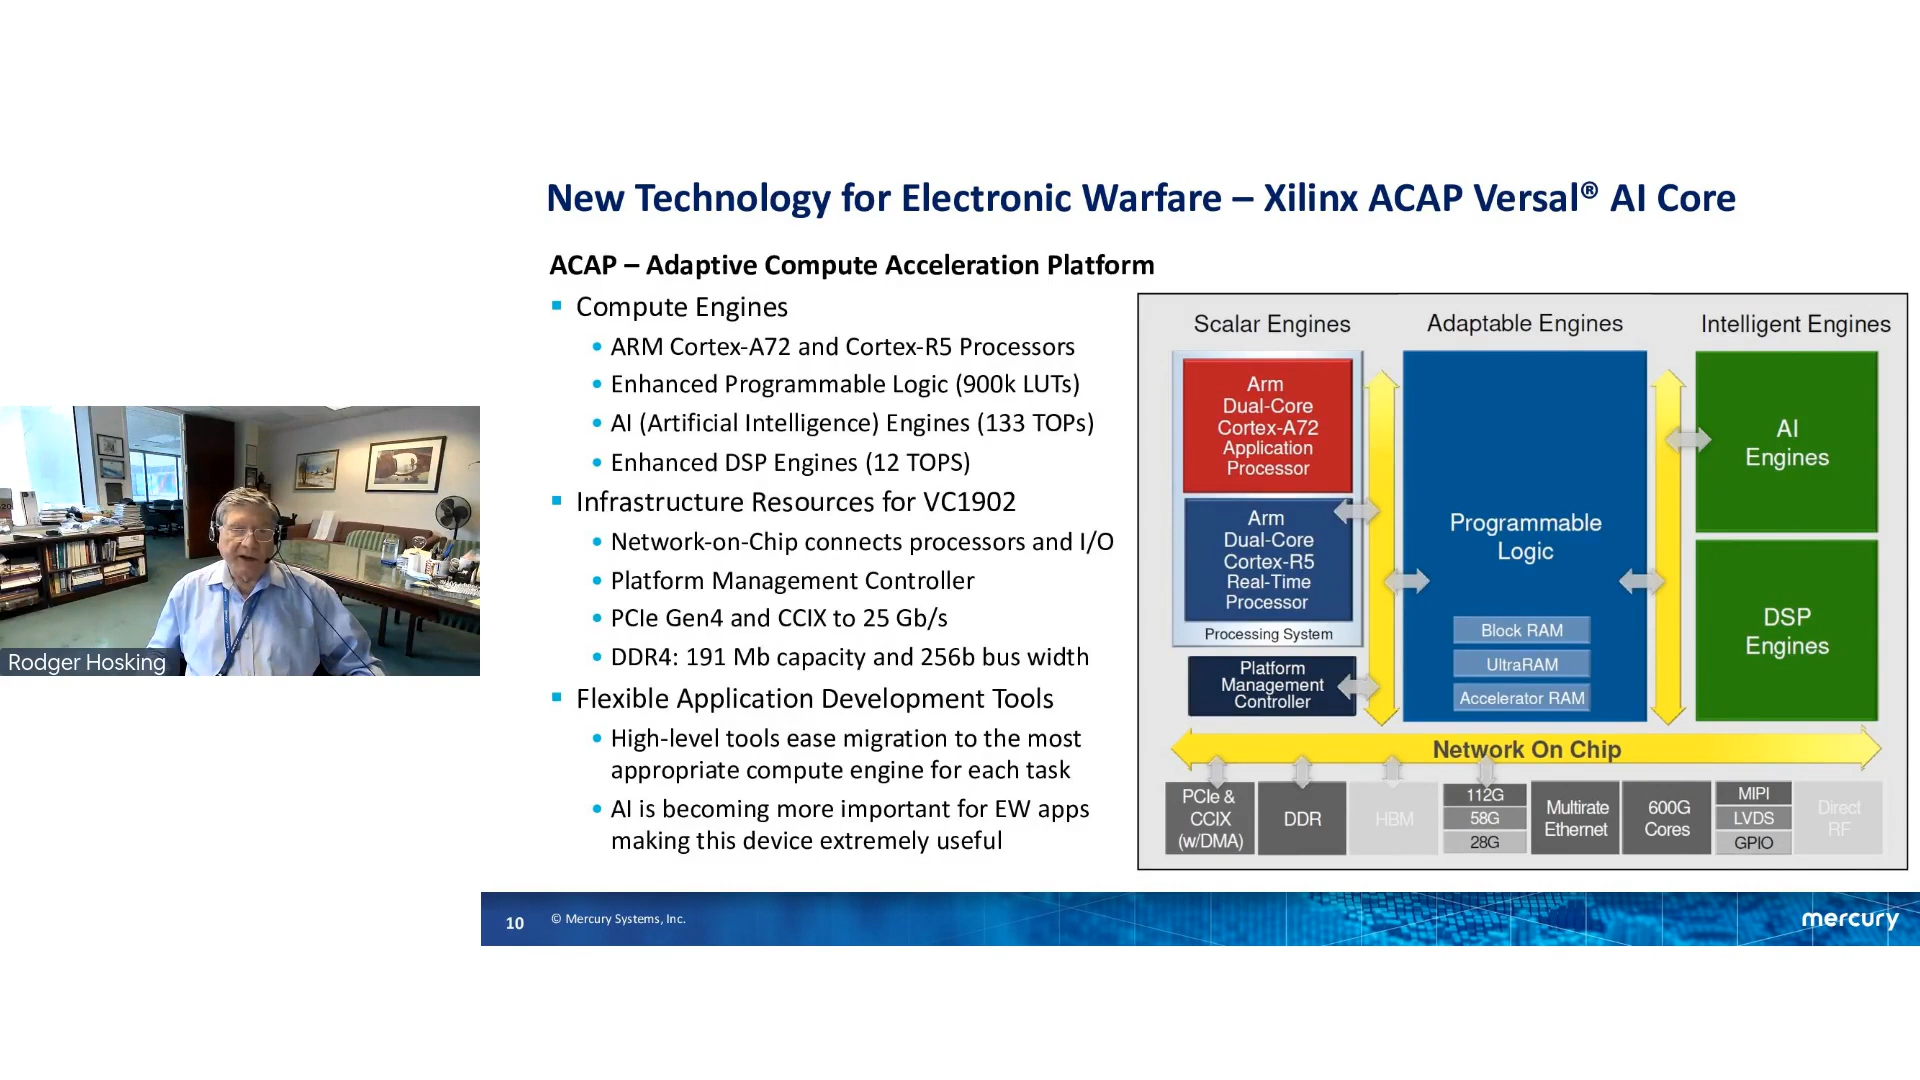 New Technology for Electronic Warfare – Xilinx ACAP Versal® AI Core
ACAP – Adaptive Compute Acceleration Platform
▪ Compute Engines
• ARM Cortex-A72 and Cortex-R5 Processors
• Enhanced Programmable Logic (900k LUTs)
• AI (Artificial Intelligence) Engines (133 TOPs)
• Enhanced DSP Engines (12 TOPS)
▪ Infrastructure Resources for VC1902
• Network-on-Chip connects processors and I/O
• Platform Management Controller
• PCIe Gen4 and CCIX to 25 Gb/s
• DDR4: 191 Mb capacity and 256b bus width
▪ Flexible Application Development Tools
• High-level tools ease migration to the most
appropriate compute engine for each task
• AI is becoming more important for EW apps
making this device extremely useful
Scalar Engines
Adaptable Engines
Intelligent Engines
Arm
Dual-Core
Cortex-A72
Application
Processor
Arm
Dual-Core
Cortex-R5
Real-Time
Processor
Processing System
Platform
Management
Controller
Programmable
Logic
Block RAM
UltraRAM
Accelerator RAM
AI
Engines
DSP
Engines
Network On Chip
PCIe &
CCIX
(w/DMA)
DDR
HBM
112G
58G
28G
Multirate
Ethernet
600G
Cores
MIPI
LVDS
GPIO
Direct
RF
Rodger Hosking
10
© Mercury Systems, Inc.
mercury